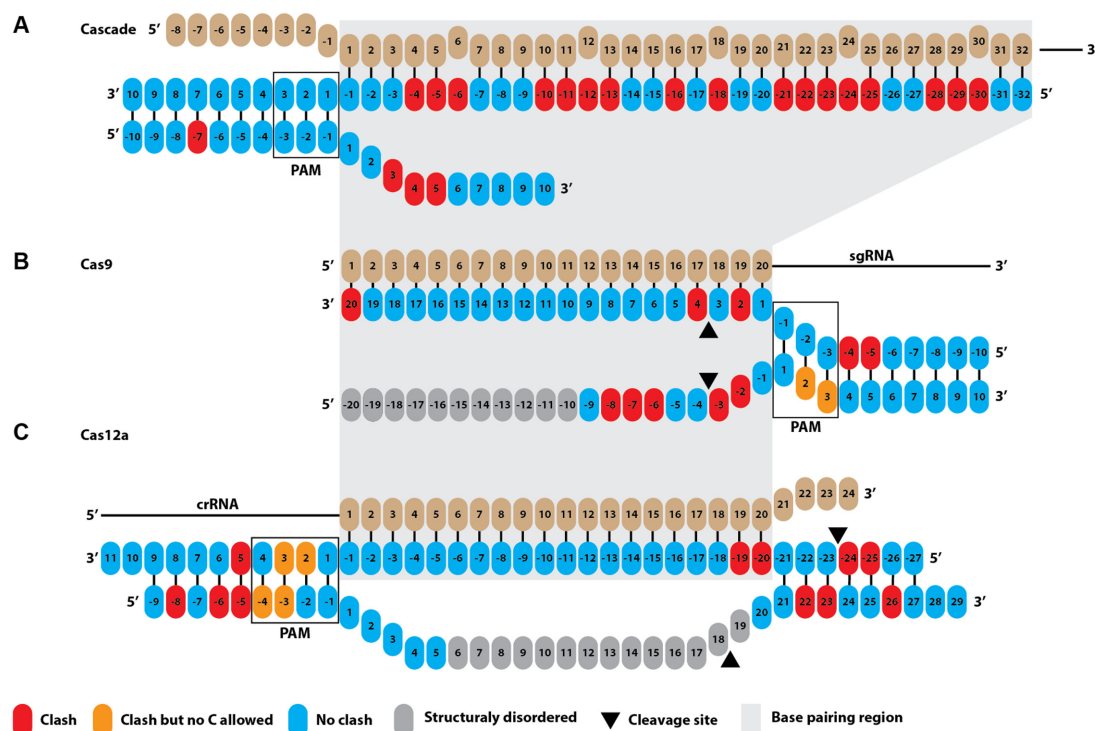 A
Cascade 5′ -8 -7 -6 -5 -4 -3 -2 -1 1 2 3 4 5 6 7 8 9 10 11 12 13 14 15 16 17 18 19 20 21 22 23 24 25 26 27 28 29 30 31 32 3
3′ 10 9 8 7 6 5 4 3 2 1 -1 -2 -3 -4 -5 -6 -7 -8 -9 -10 -11 -12 -13 -14 -15 -16 -17 -18 -19 -20 -21 -22 -23 -24 -25 -26 -27 -28 -29 -30 -31 -32 5′
5′ -10 -9 -8 -7 -6 -5 -4 -3 -2 -1 1 2 3 4 5 6 7 8 9 10 3′
PAM
B
Cas9 5′ 1 2 3 4 5 6 7 8 9 10 11 12 13 14 15 16 17 18 19 20 sgRNA 3′
3′ 20 19 18 17 16 15 14 13 12 11 10 9 8 7 6 5 4 3 2 1
-1 -2 -3 -4 -5 -6 -7 -8 -9 -10 5′
5′ -20 -19 -18 -17 -16 -15 -14 -13 -12 -11 -10 -9 -8 -7 -6 -5 -4 -3 -2 -1 1 2 3 4 5 6 7 8 9 10 3′
PAM
C
Cas12a
5′ crRNA 1 2 3 4 5 6 7 8 9 10 11 12 13 14 15 16 17 18 19 20 21 22 23 24 3′
3′ 11 10 9 8 7 6 5 4 3 2 1 -1 -2 -3 -4 -5 -6 -7 -8 -9 -10 -11 -12 -13 -14 -15 -16 -17 -18 -19 -20 -21 -22 -23 -24 -25 -26 -27 5′
5′ -9 -8 -7 -6 -5 -4 -3 -2 -1 1 2 3 4 5 6 7 8 9 10 11 12 13 14 15 16 17 18 19 20 21 22 23 24 25 26 27 28 29 3′
PAM
Clash Clash but no C allowed No clash Structuraly disordered Cleavage site Base pairing region